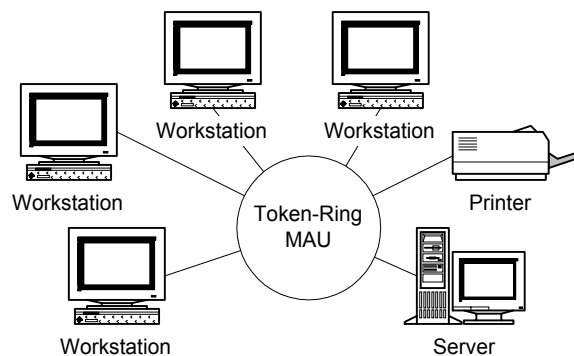 Workstation
Workstation
Workstation
Printer
Token-Ring
MAU
Workstation
Server